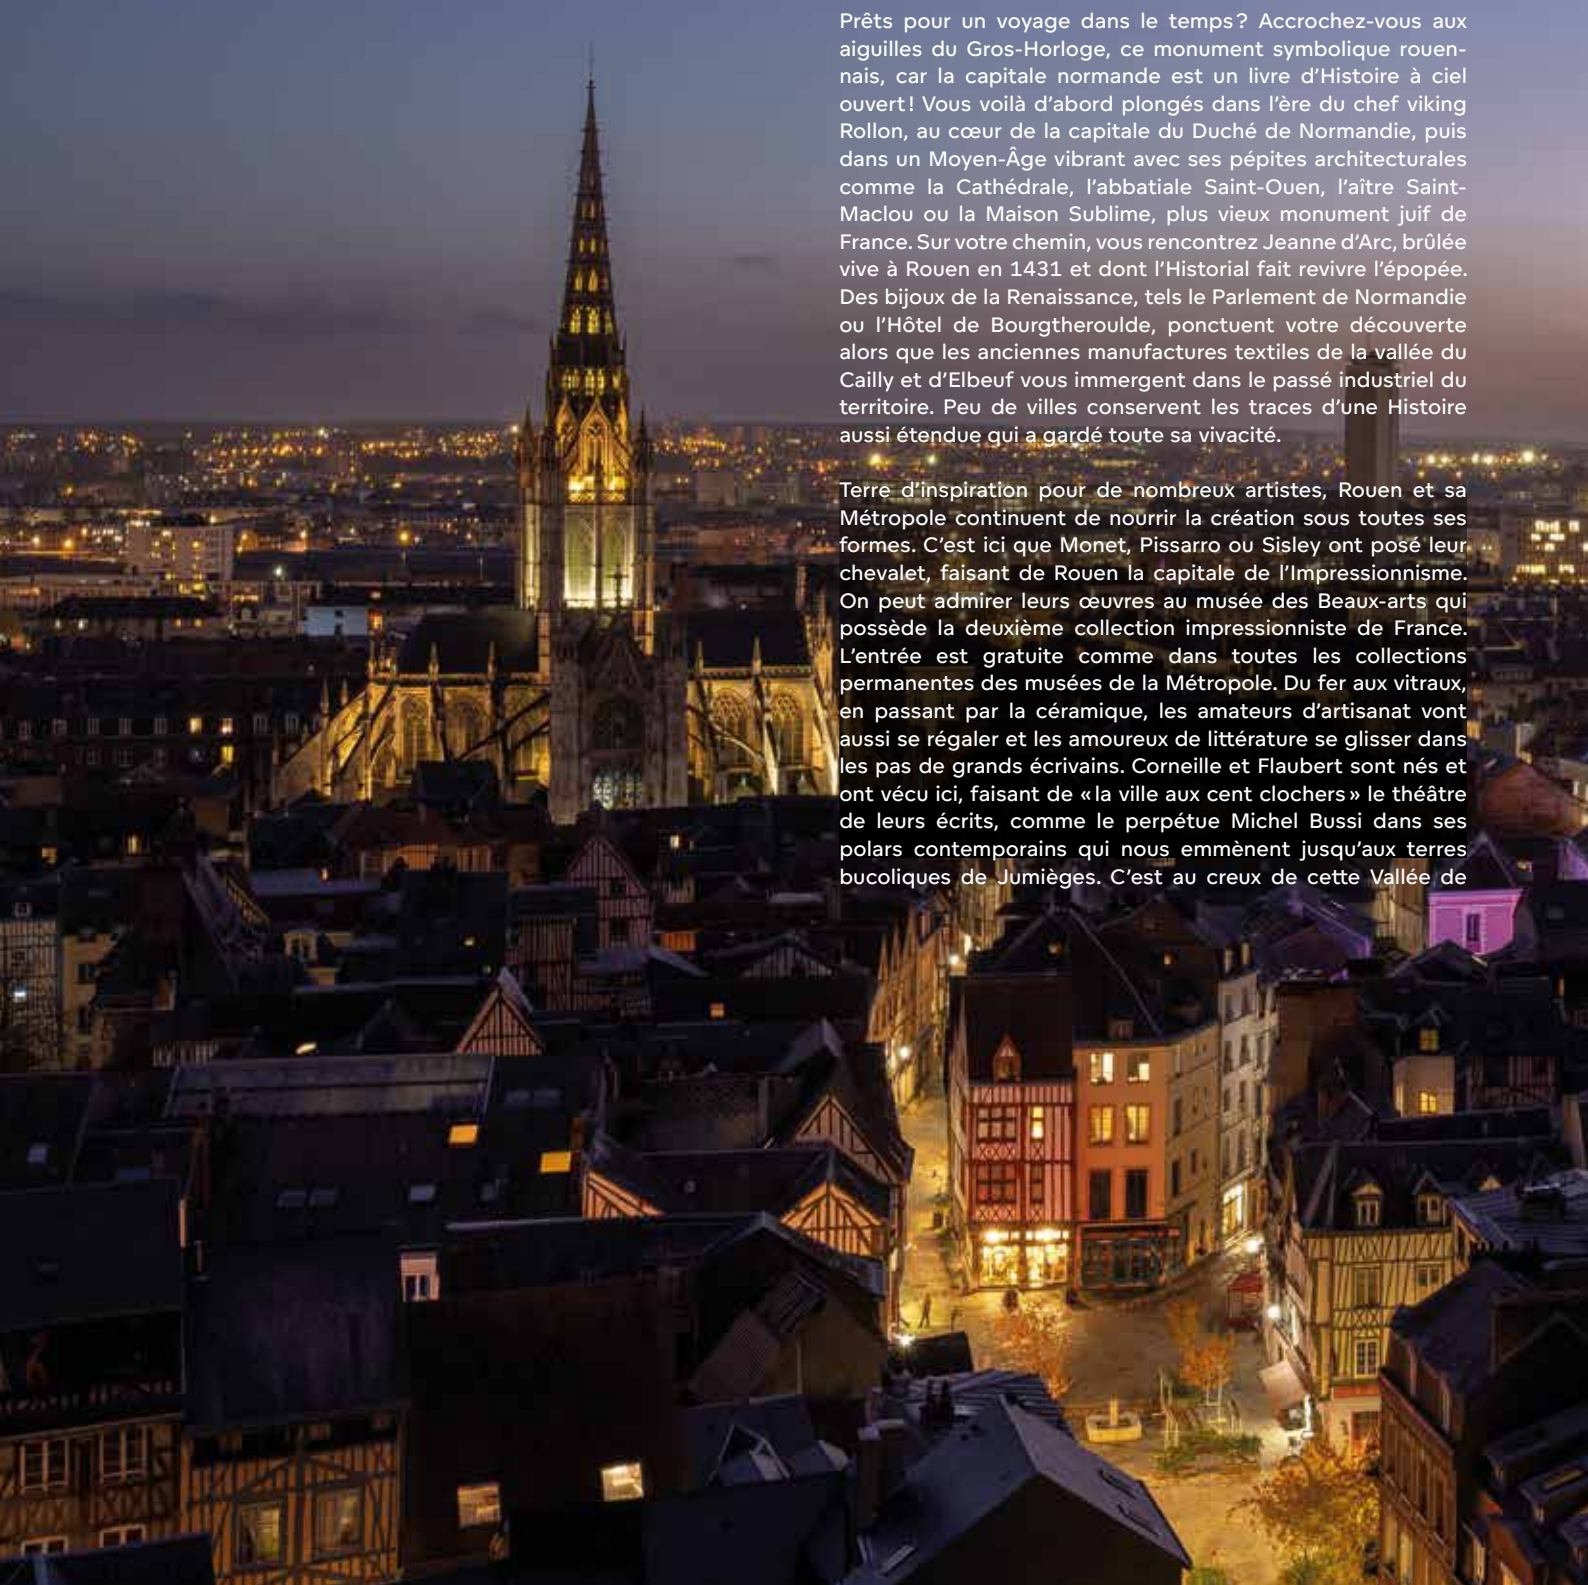 Prêts pour un voyage dans le temps ? Accrochez-vous aux
aiguilles du Gros-Horloge, ce monument symbolique rouen-
nais, car la capitale normande est un livre d'Histoire à ciel
ouvert ! Vous voilà d'abord plongés dans l'ère du chef viking
Rollon, au cœur de la capitale du Duché de Normandie, puis
dans un Moyen-Âge vibrant avec ses pépites architecturales
comme la Cathédrale, l'abbatiale Saint-Ouen, l'aître Saint-
Maclou ou la Maison Sublime, plus vieux monument juif de
France. Sur votre chemin, vous rencontrez Jeanne d'Arc, brûlée
vive à Rouen en 1431 et dont l'Historial fait revivre l'épopée.
Des bijoux de la Renaissance, tels le Parlement de Normandie
ou l'Hôtel de Bourgtheroulde, ponctuent votre découverte
alors que les anciennes manufactures textiles de la vallée du
Cailly et d'Elbeuf vous immergent dans le passé industriel du
territoire. Peu de villes conservent les traces d'une Histoire
aussi étendue qui a gardé toute sa vivacité.
Terre d'inspiration pour de nombreux artistes, Rouen et sa
Métropole continuent de nourrir la création sous toutes ses
formes. C'est ici que Monet, Pissarro ou Sisley ont posé leur
chevalet, faisant de Rouen la capitale de l'Impressionnisme.
On peut admirer leurs œuvres au musée des Beaux-arts qui
possède la deuxième collection impressionniste de France.
L'entrée est gratuite comme dans toutes les collections
permanentes des musées de la Métropole. Du fer aux vitraux,
en passant par la céramique, les amateurs d'artisanat vont
aussi se régaler et les amoureux de littérature se glisser dans
les pas de grands écrivains. Corneille et Flaubert sont nés et
ont vécu ici, faisant de « la ville aux cent clochers » le théâtre
de leurs écrits, comme le perpétue Michel Bussi dans ses
polars contemporains qui nous emmènent jusqu'aux terres
bucoliques de Jumièges. C'est au creux de cette Vallée de